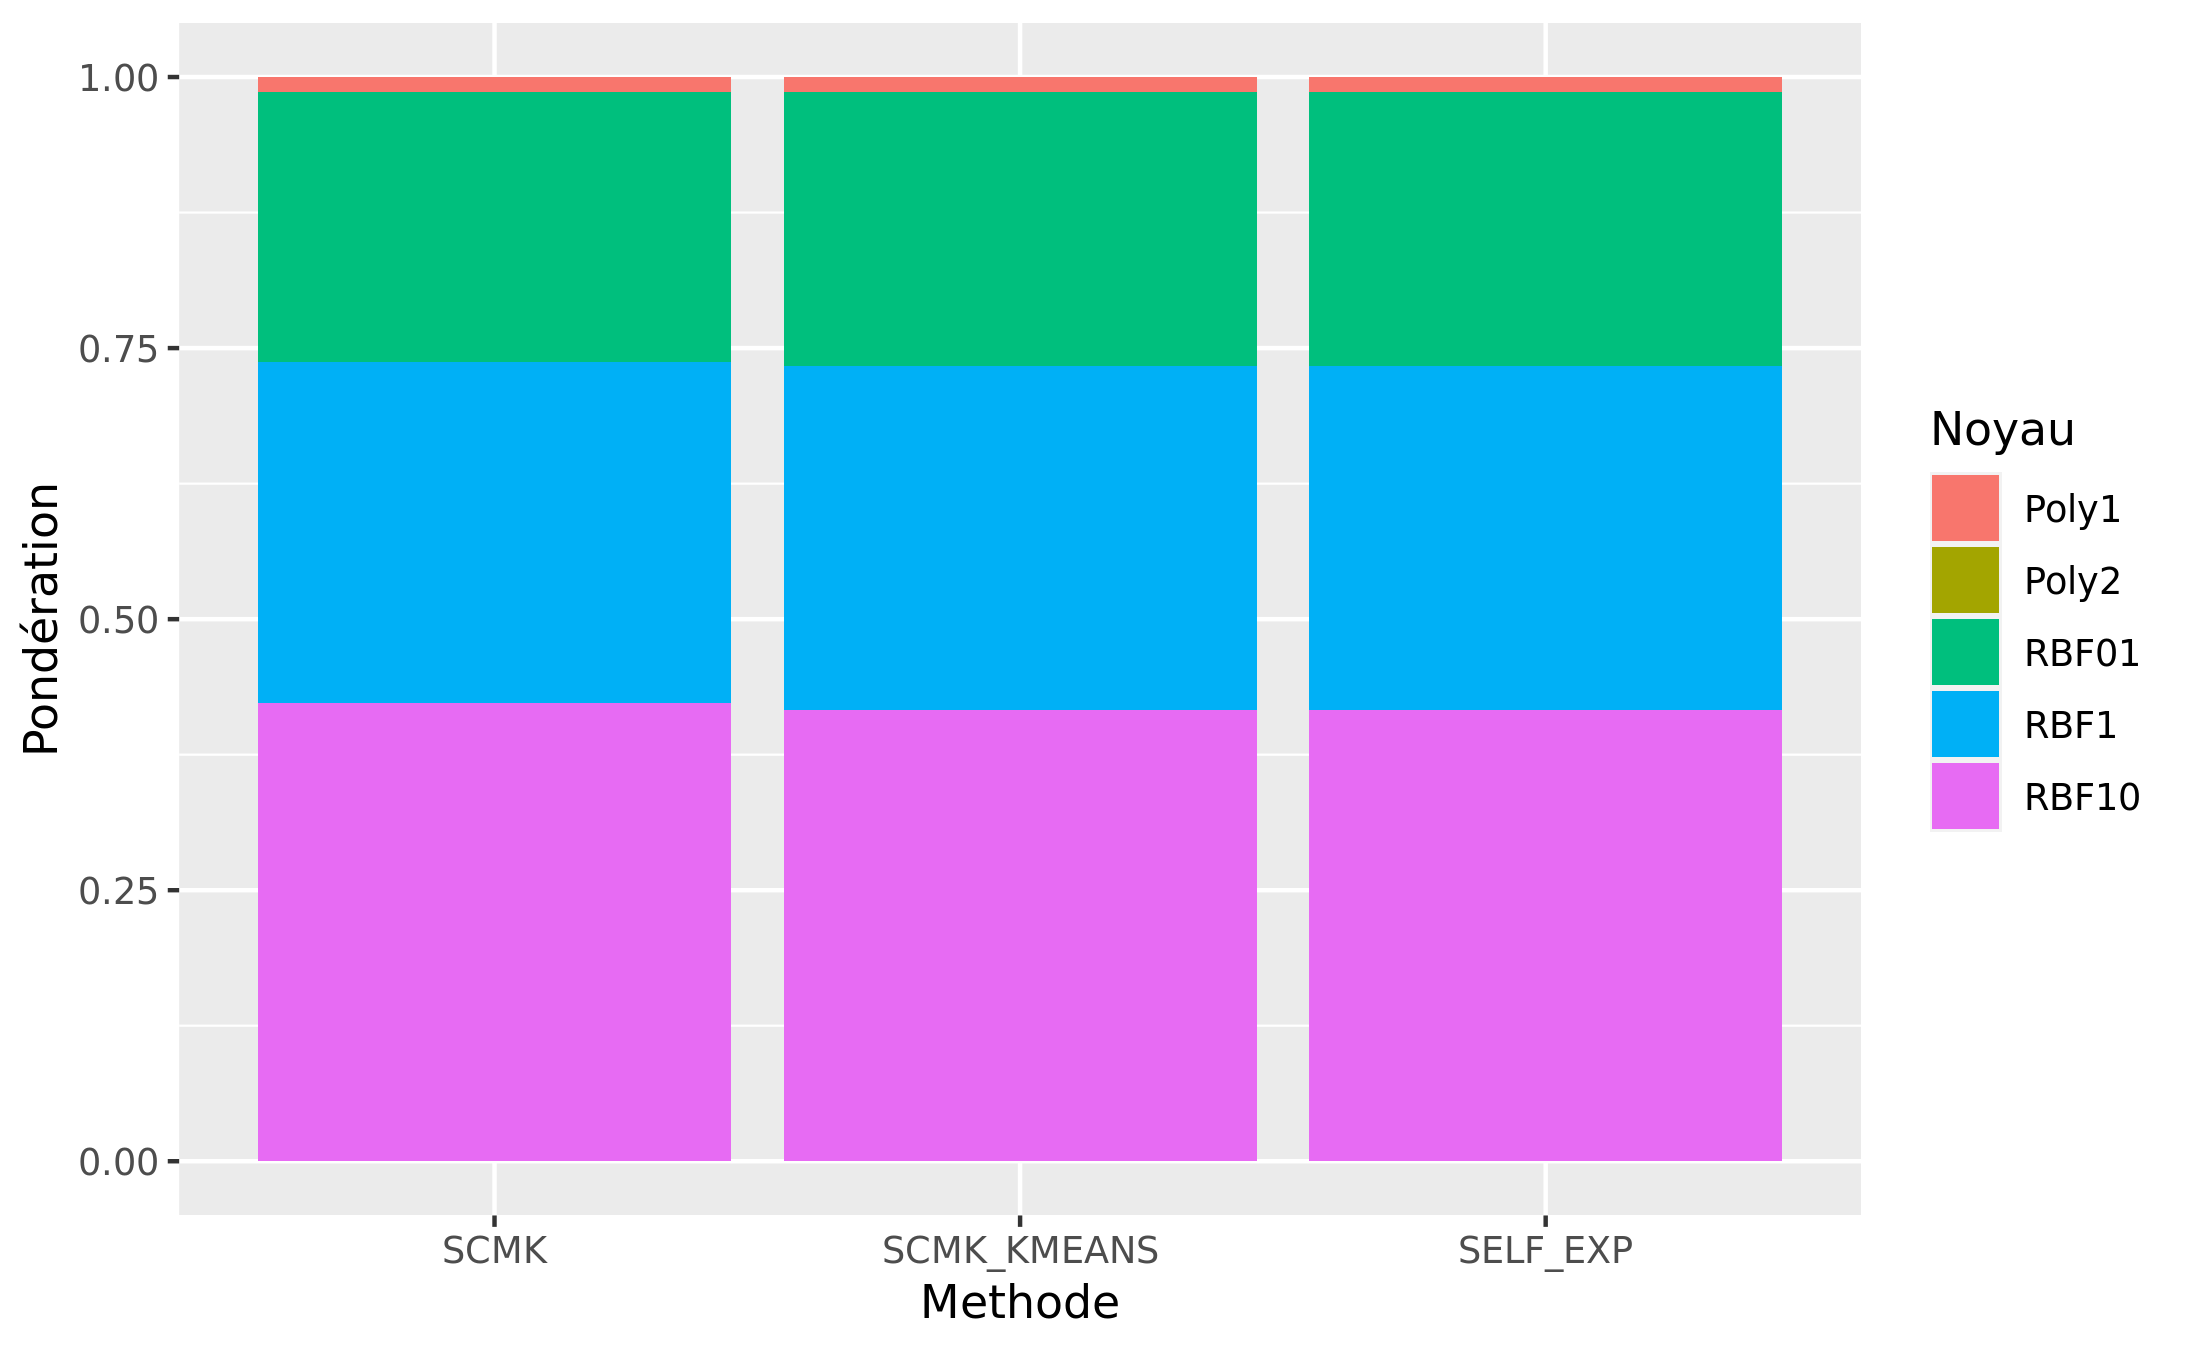 Pondération
1.00
0.75
0.50
0.25
0.00
SCMK
SCMK_KMEANS
SELF_EXP
Methode
Noyau
Poly1
Poly2
RBF01
RBF1
RBF10